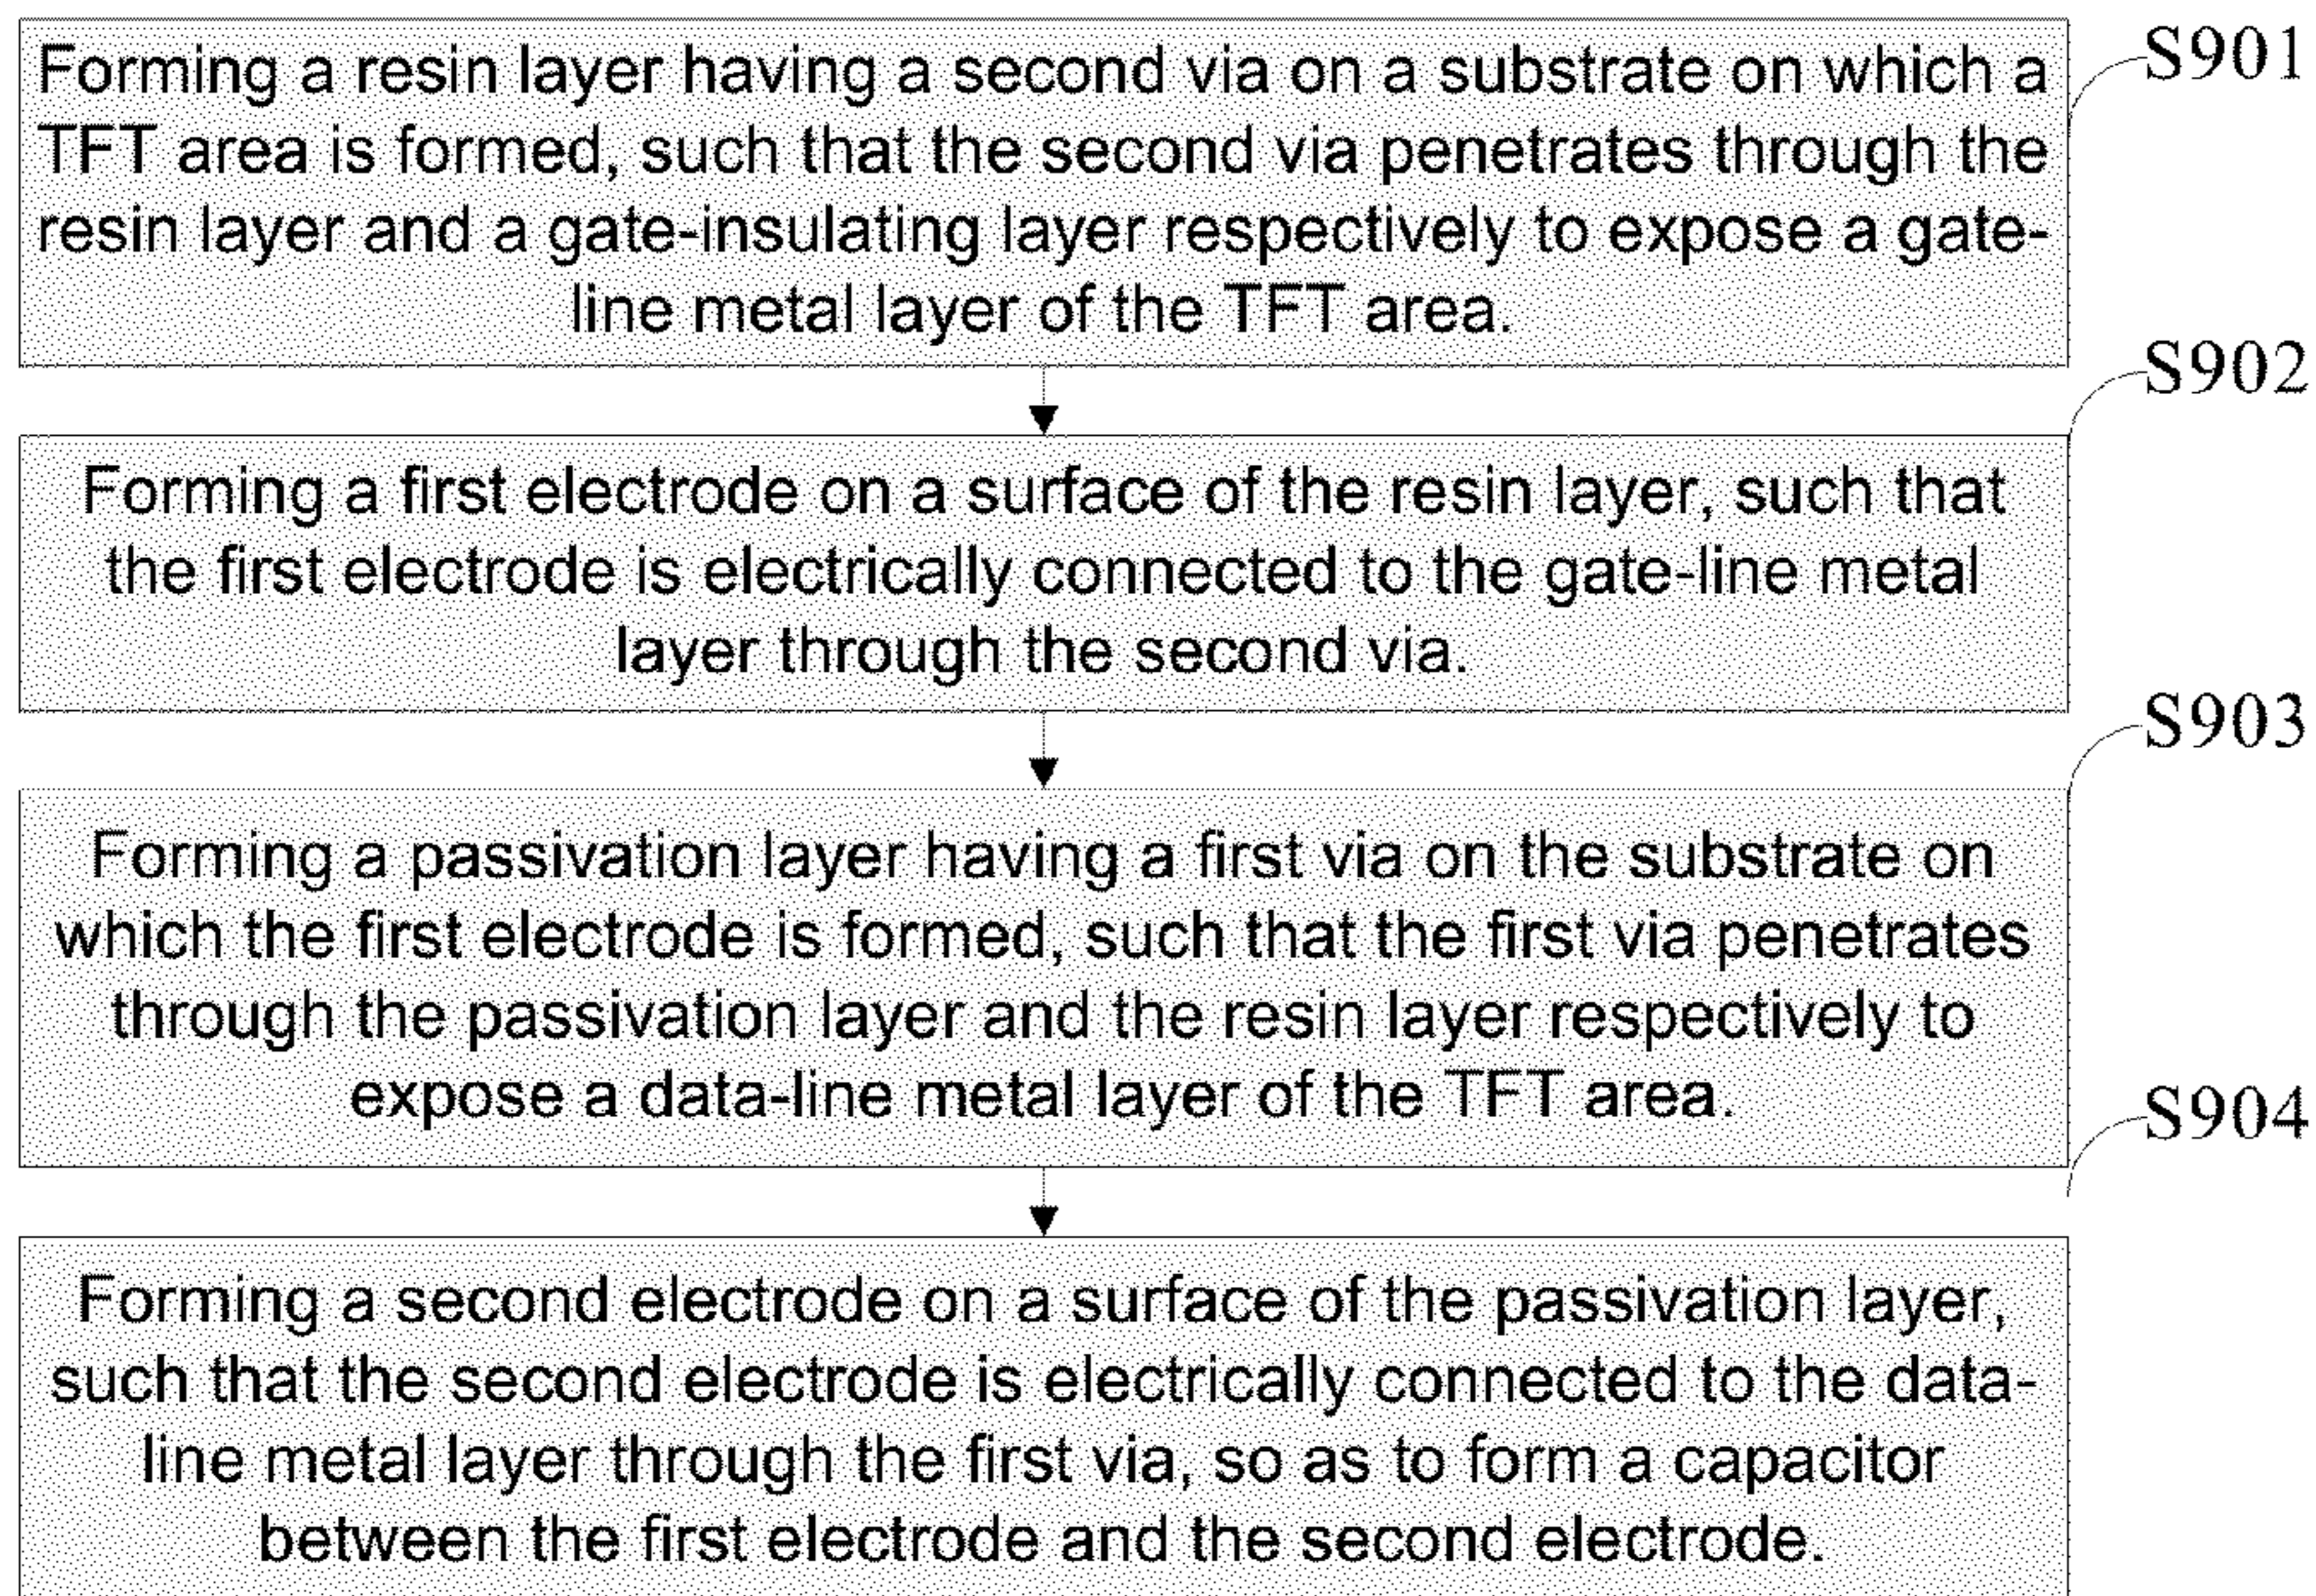 Forming a resin layer having a second via on a substrate on which a
TFT area is formed, such that the second via penetrates through the
resin layer and a gate-insulating layer respectively to expose a gate-
line metal layer of the TFT area.
S901
Forming a first electrode on a surface of the resin layer, such that
the first electrode is electrically connected to the gate-line metal
layer through the second via.
S902
Forming a passivation layer having a first via on the substrate on
which the first electrode is formed, such that the first via penetrates
through the passivation layer and the resin layer respectively to
expose a data-line metal layer of the TFT area.
S903
Forming a second electrode on a surface of the passivation layer,
such that the second electrode is electrically connected to the data-
line metal layer through the first via, so as to form a capacitor
between the first electrode and the second electrode.
S904